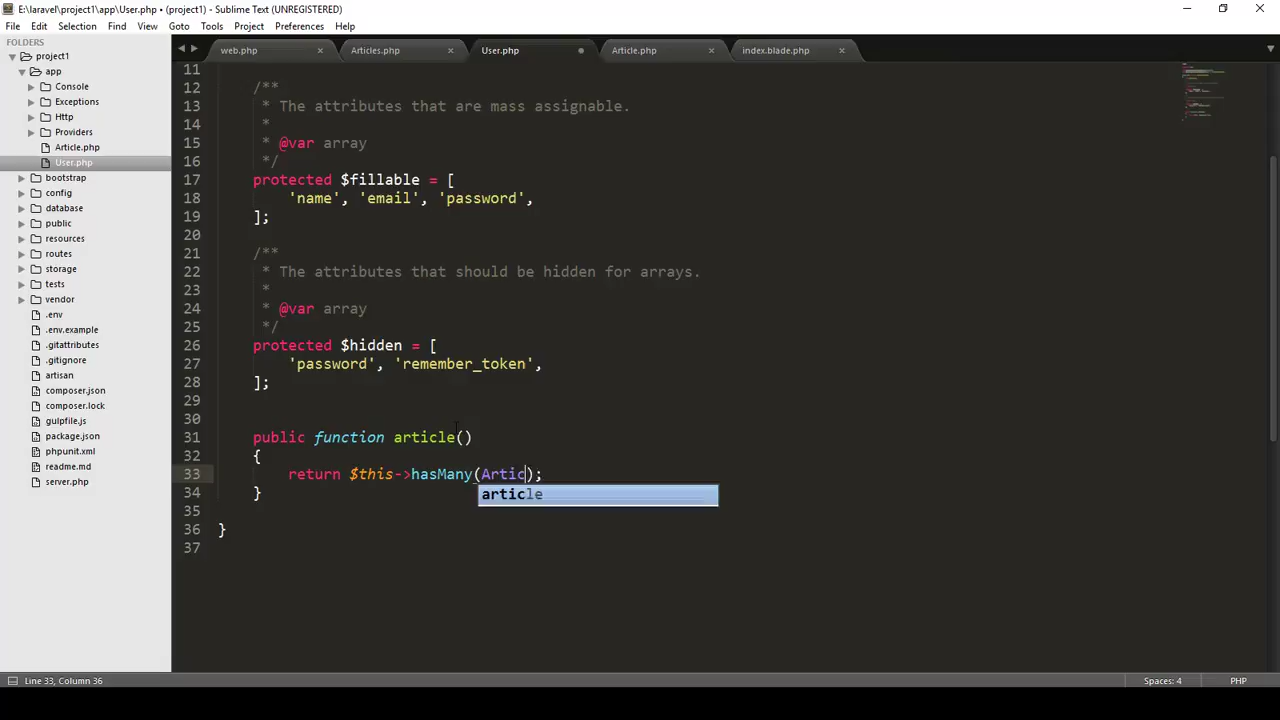 E:\laravel\project1\app\User.php • (project1) - Sublime Text (UNREGISTERED)
File Edit Selection Find View Goto Tools Project Preferences Help
FOLDERS
project1
app
Console
Exceptions
Http
Providers
Article.php
User.php
bootstrap
config
database
public
resources
routes
storage
tests
vendor
.env
.env.example
.gitattributes
.gitignore
artisan
composer.json
composer.lock
gulpfile.js
package.json
phpunit.xml
readme.md
server.php
web.php × Articles.php × User.php Article.php × index.blade.php ×
11
12 /**
13 * The attributes that are mass assignable.
14 *
15 * @var array
16 */
17 protected $fillable = [
18 'name', 'email', 'password',
19 ];
20
21 /**
22 * The attributes that should be hidden for arrays.
23 *
24 * @var array
25 */
26 protected $hidden = [
27 'password', 'remember_token',
28 ];
29
30
31 public function article()
32 {
33 return $this->hasMany(Artic);
article
34 }
35
36 }
37
Line 33, Column 36 Spaces: 4 PHP